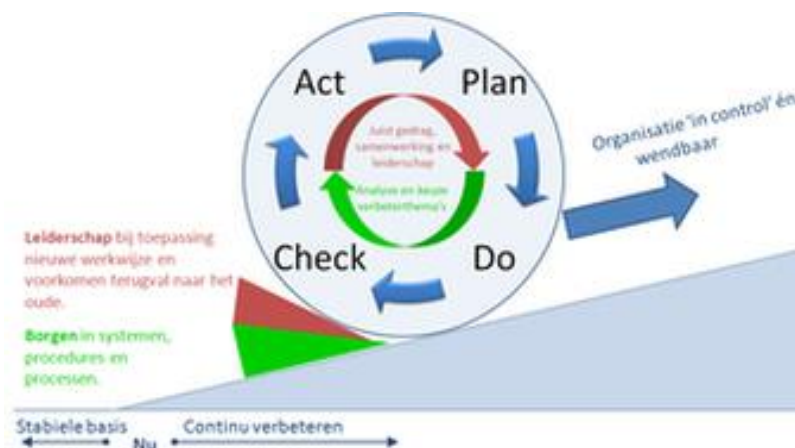 Act
Plan
Juist gedrag,
samenwerking en
leiderschap
Analyse en keuze
verbeterthema's
Check
Do
Organisatie 'in control' én
wendbaar
Leiderschap bij toepassing
nieuwe werkwijze en
voorkomen terugval naar het
oude.
Borgen in systemen,
procedures en
processen.
Stabiele basis
Nu
Continu verbeteren